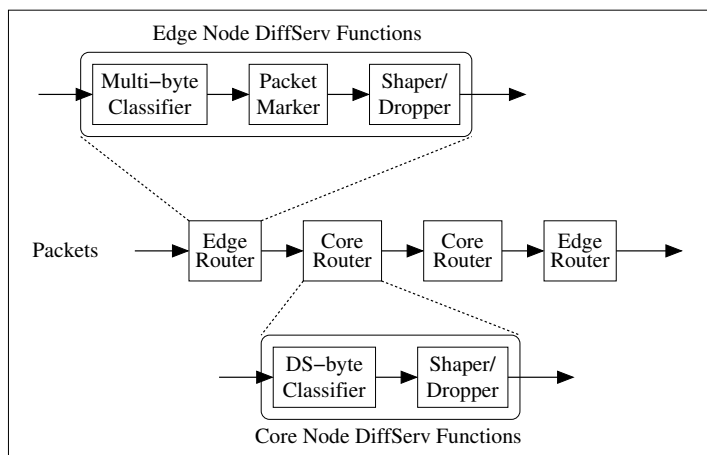 Edge Node DiffServ Functions
Multi−byte
Classifier
Packet
Marker
Shaper/
Dropper
Packets
Edge
Router
Core
Router
Core
Router
Edge
Router
DS−byte
Classifier
Shaper/
Dropper
Core Node DiffServ Functions